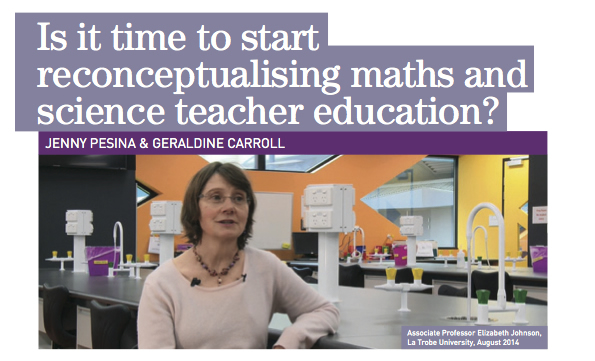 Is it time to start
reconceptualising maths and
science teacher education?
JENNY PESINA & GERALDINE CARROLL
Associate Professor Elizabeth Johnson,
La Trobe University, August 2014